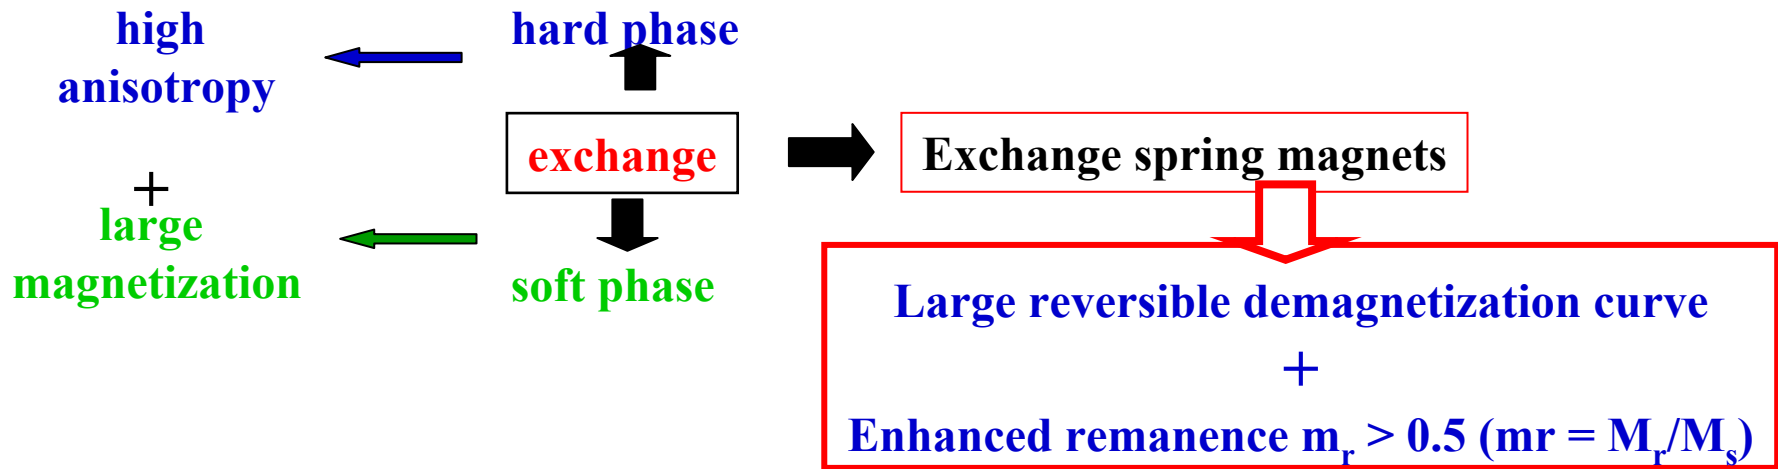 high
anisotropy
+
large
magnetization
hard phase
exchange
soft phase
Exchange spring magnets
Large reversible demagnetization curve
+
Enhanced remanence mr > 0.5 (mr = Mr/Ms)